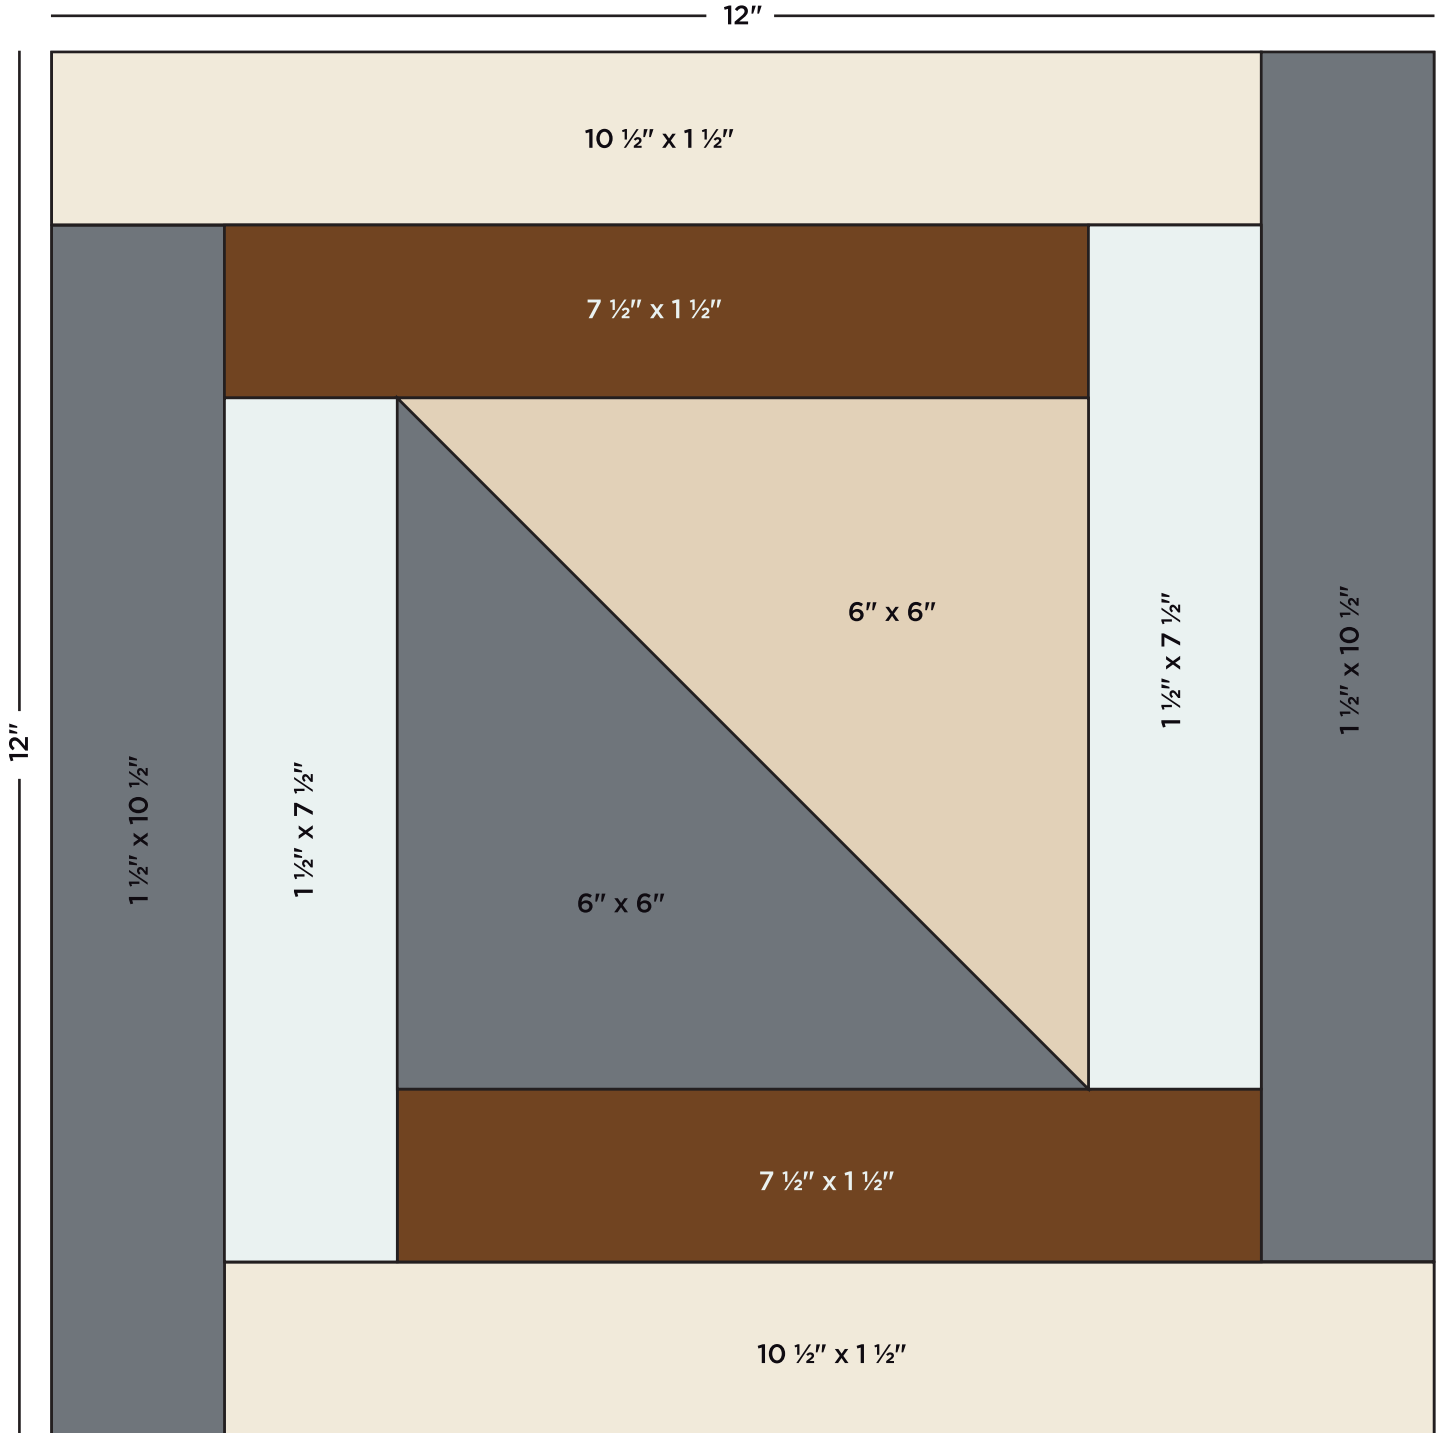 12"
10 ½" x 1 ½"
7 ½" x 1 ½"
6" x 6"
1 ½" x 7 ½"
1 ½" x 10 ½"
12"
1 ½" x 10 ½"
1 ½" x 7 ½"
6" x 6"
7 ½" x 1 ½"
10 ½" x 1 ½"